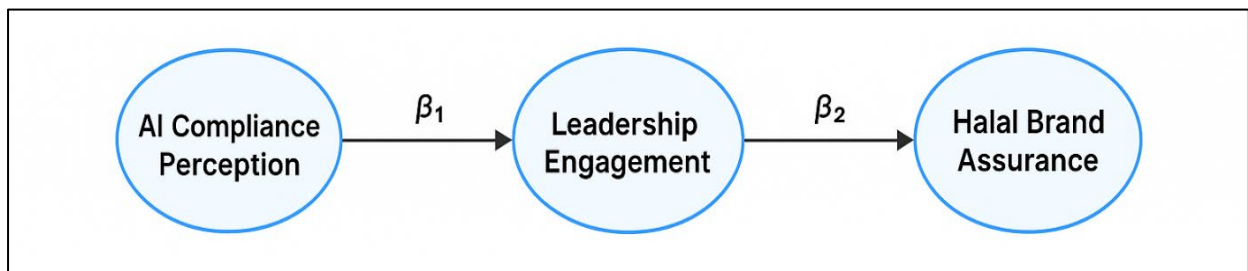 AI Compliance
Perception
β₁
Leadership
Engagement
β₂
Halal Brand
Assurance